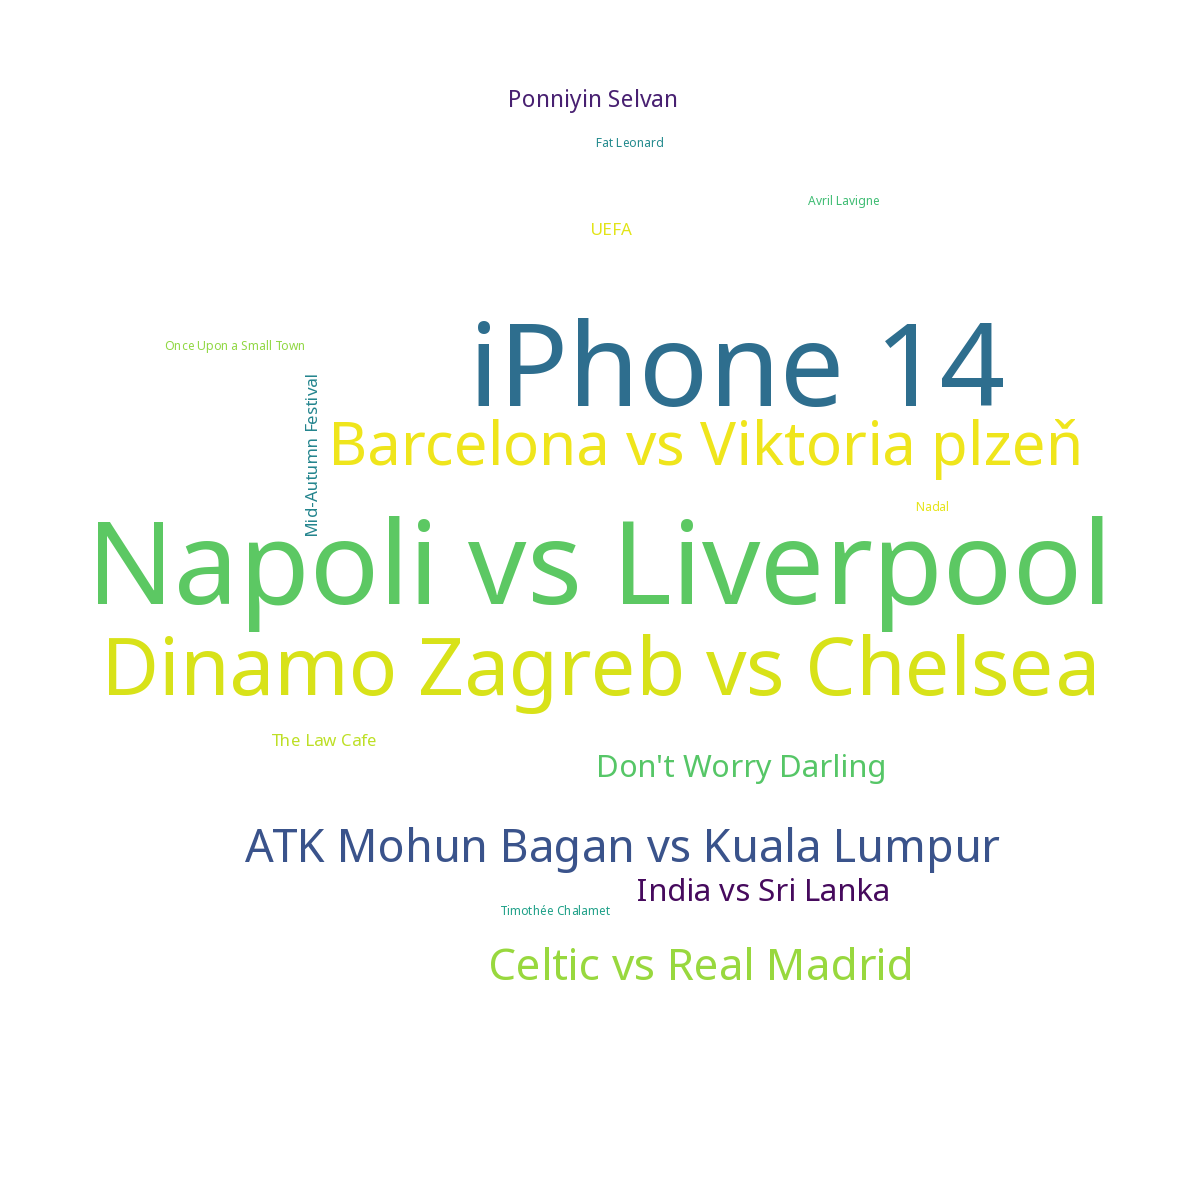 Ponniyin Selvan
Fat Leonard
Avril Lavigne
UEFA
iPhone 14
Once Upon a Small Town
Mid-Autumn Festival
Barcelona vs Viktoria plzeň
Nadal
Napoli vs Liverpool
Dinamo Zagreb vs Chelsea
The Law Cafe
Don't Worry Darling
ATK Mohun Bagan vs Kuala Lumpur
India vs Sri Lanka
Timothée Chalamet
Celtic vs Real Madrid